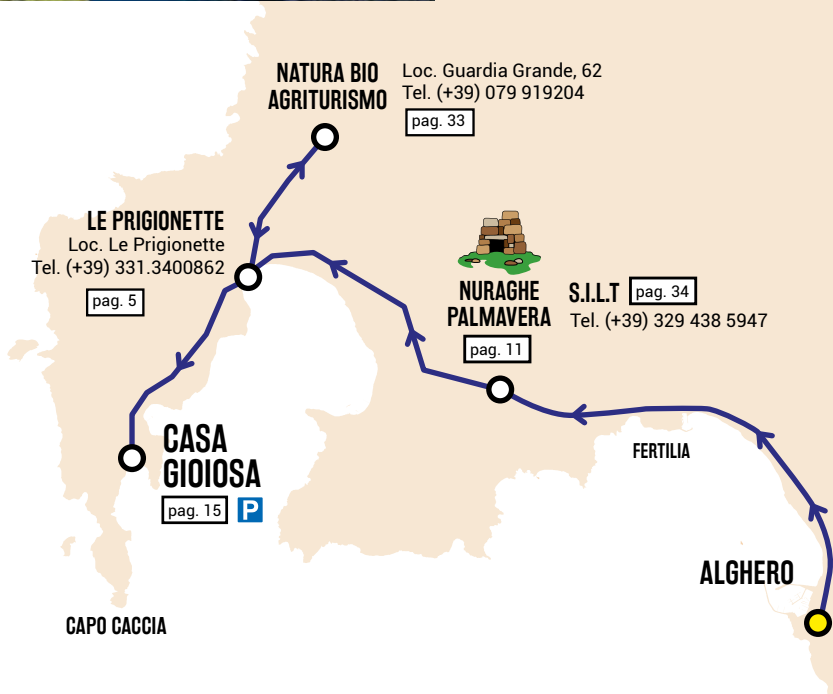 NATURA BIO
AGRITURISMO
Loc. Guardia Grande, 62
Tel. (+39) 079 919204
pag. 33
LE PRIGIONETTE
Loc. Le Prigionette
Tel. (+39) 331.3400862
pag. 5
NURAGHE
PALMAVERA
pag. 11
S.I.L.T
pag. 34
Tel. (+39) 329 438 5947
CASA
GIOIOSA
pag. 15
P
FERTILIA
ALGHERO
CAPO CACCIA